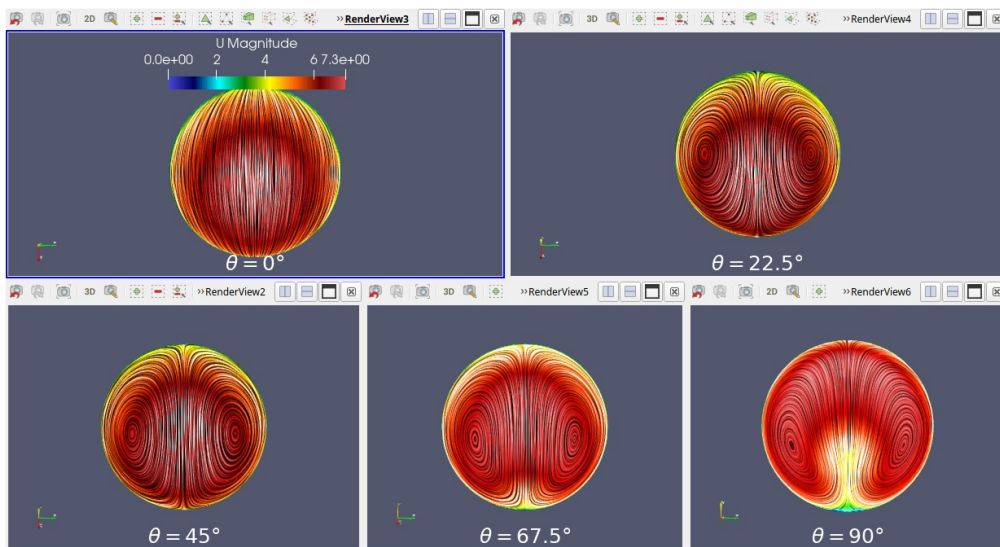 2D »RenderView3
3D »RenderView4
U Magnitude
0.0e+00 2 4 6 7.3e+00
θ = 0°
θ = 22.5°
3D »RenderView2
3D »RenderView5
2D »RenderView6
θ = 45°
θ = 67.5°
θ = 90°